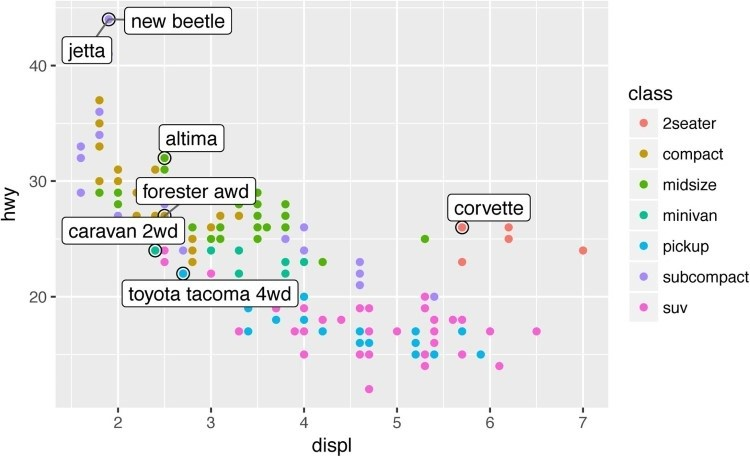 new beetle
jetta
40
altima
class
2seater
compact
midsize
minivan
pickup
subcompact
suv
30
forester awd
hwy
corvette
caravan 2wd
toyota tacoma 4wd
20
2 3 4 5 6 7
displ